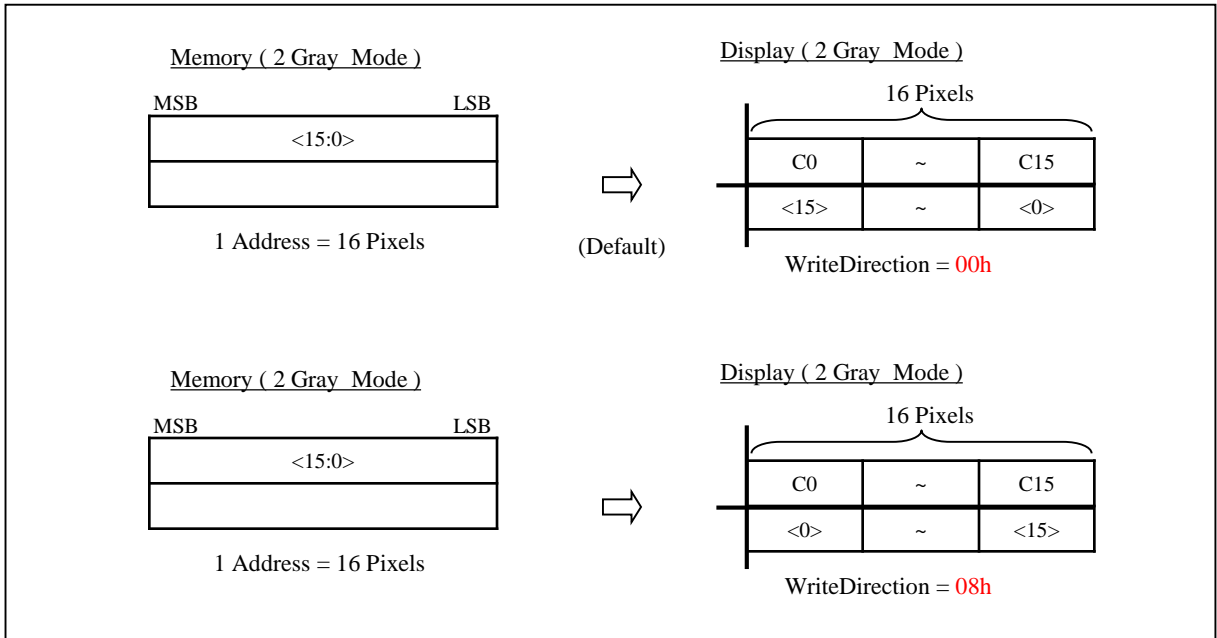 Memory ( 2 Gray Mode )
MSB LSB
<15:0>
1 Address = 16 Pixels
(Default)
Display ( 2 Gray Mode )
16 Pixels
C0 ~ C15
<15> ~ <0>
WriteDirection = 00h
Memory ( 2 Gray Mode )
MSB LSB
<15:0>
1 Address = 16 Pixels
Display ( 2 Gray Mode )
16 Pixels
C0 ~ C15
<0> ~ <15>
WriteDirection = 08h